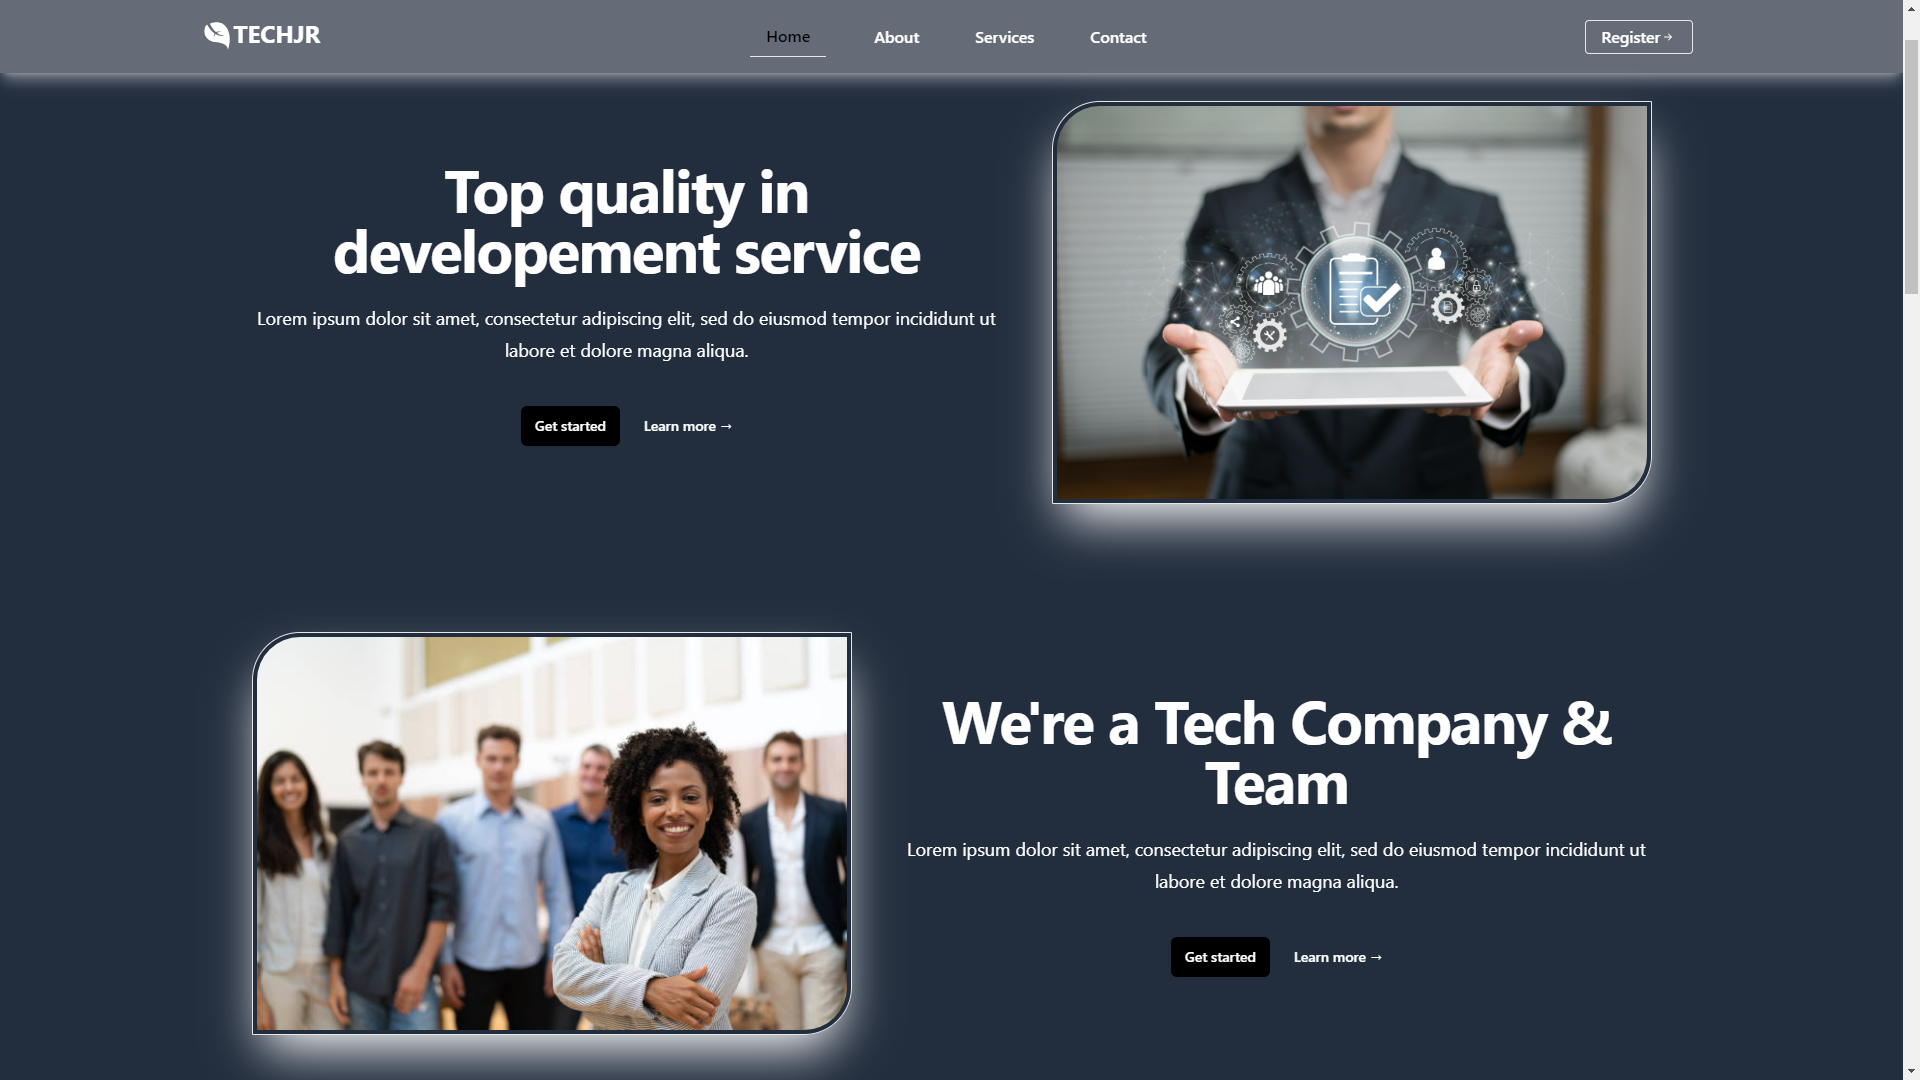 TECHJR
Home
About
Services
Contact
Register→
Top quality in
developement service
Lorem ipsum dolor sit amet, consectetur adipiscing elit, sed do eiusmod tempor incididunt ut
labore et dolore magna aliqua.
Get started
Learn more →
We're a Tech Company &
Team
Lorem ipsum dolor sit amet, consectetur adipiscing elit, sed do eiusmod tempor incididunt ut
labore et dolore magna aliqua.
Get started
Learn more →